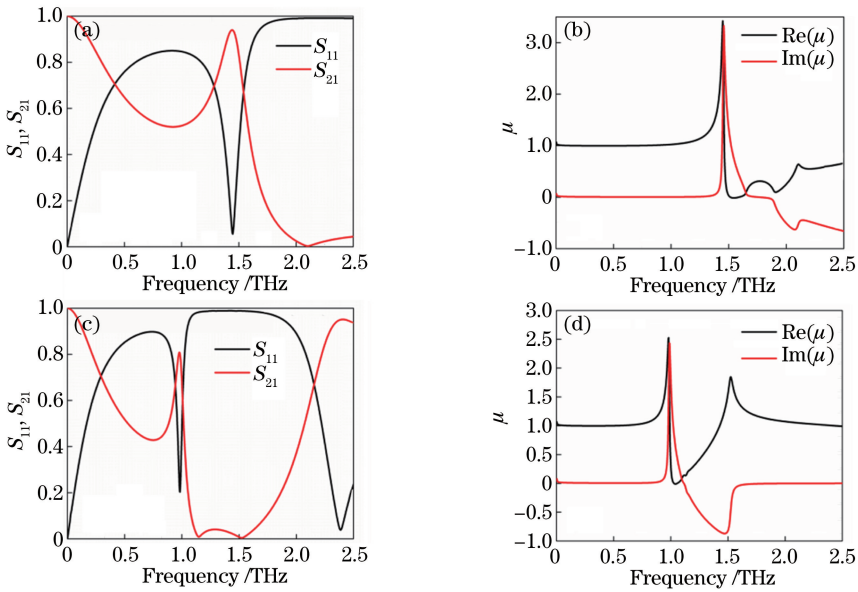 (a)
S₁₁
S₂₁
S₁₁, S₂₁
1.0
0.8
0.6
0.4
0.2
0
0 0.5 1.0 1.5 2.0 2.5
Frequency /THz
(b)
Re(μ)
Im(μ)
μ
3.0
2.0
1.0
0
−1.0
0 0.5 1.0 1.5 2.0 2.5
Frequency /THz
(c)
S₁₁
S₂₁
S₁₁, S₂₁
1.0
0.8
0.6
0.4
0.2
0
0 0.5 1.0 1.5 2.0 2.5
Frequency /THz
(d)
Re(μ)
Im(μ)
μ
3.0
2.5
2.0
1.5
1.0
0.5
0
−0.5
−1.0
0 0.5 1.0 1.5 2.0 2.5
Frequency /THz